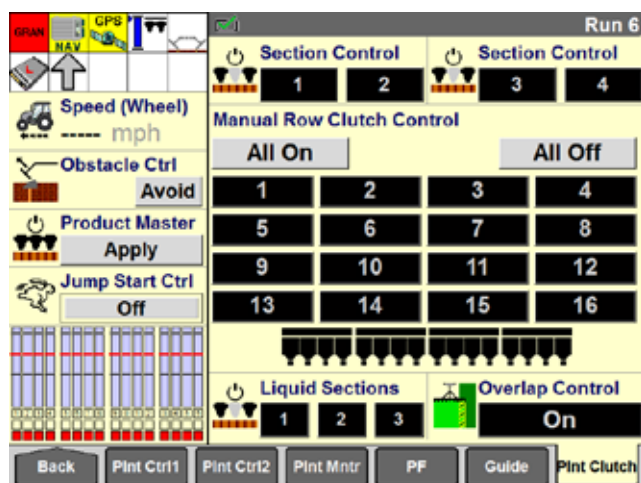 GRAN
NAV
GPS
Run 6
Speed (Wheel)
----- mph
Obstacle Ctrl
Avoid
Product Master
Apply
Jump Start Ctrl
Off
Section Control
1 2
Section Control
3 4
Manual Row Clutch Control
All On All Off
1 2 3 4
5 6 7 8
9 10 11 12
13 14 15 16
Liquid Sections
1 2 3
Overlap Control
On
Back Plnt Ctrl1 Plnt Ctrl2 Plnt Mntr PF Guide Plnt Clutch